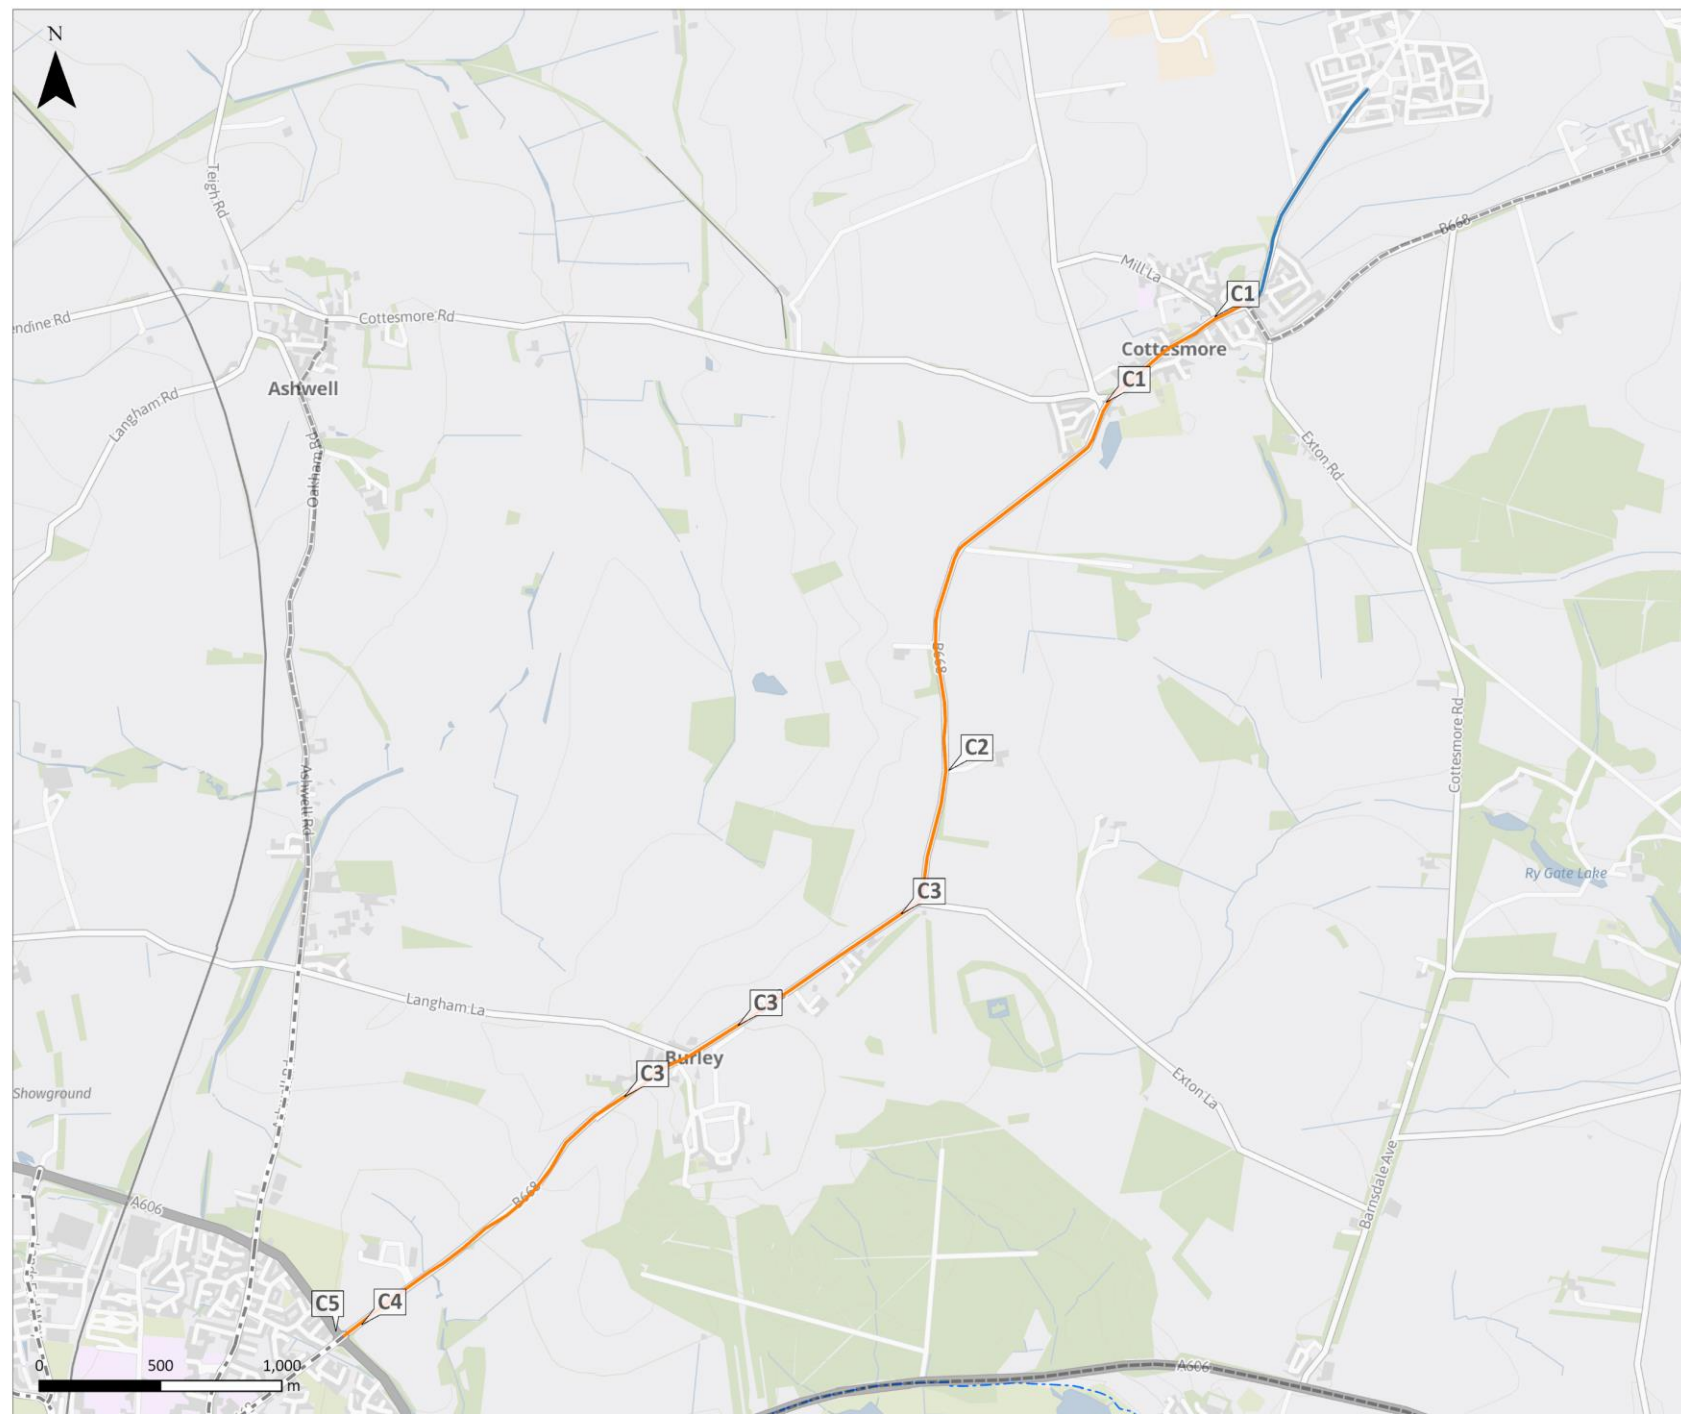 N
Teigh Rd
B668
Mill La
C1
endine Rd
Cottesmore Rd
Cottesmore
C1
Ashwell
Langham Rd
Oakham Rd
Exton Rd
B668
Cottesmore Rd
C2
Ashwell Rd
Ry Gate Lake
C3
Langham La
C3
Burley
C3
Exton La
Showground
Barnsdale Ave
B668
A606
C5
C4
0 500 1,000
m
A606